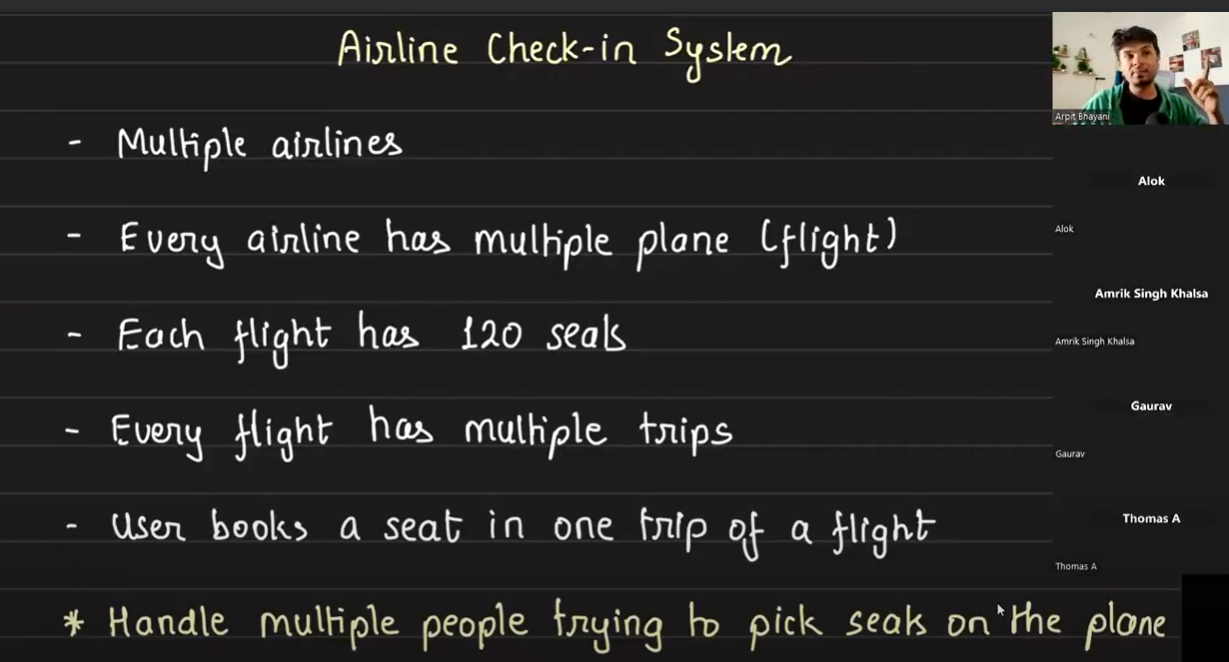 Airline Check-in System
- Multiple airlines
- Every airline has multiple plane (flight)
- Each flight has 120 seats
- Every flight has multiple trips
- User books a seat in one trip of a flight
* Handle multiple people trying to pick seats on the plane
Arpit Bhayani
Alok
Alok
Amrik Singh Khalsa
Amrik Singh Khalsa
Gaurav
Gaurav
Thomas A
Thomas A